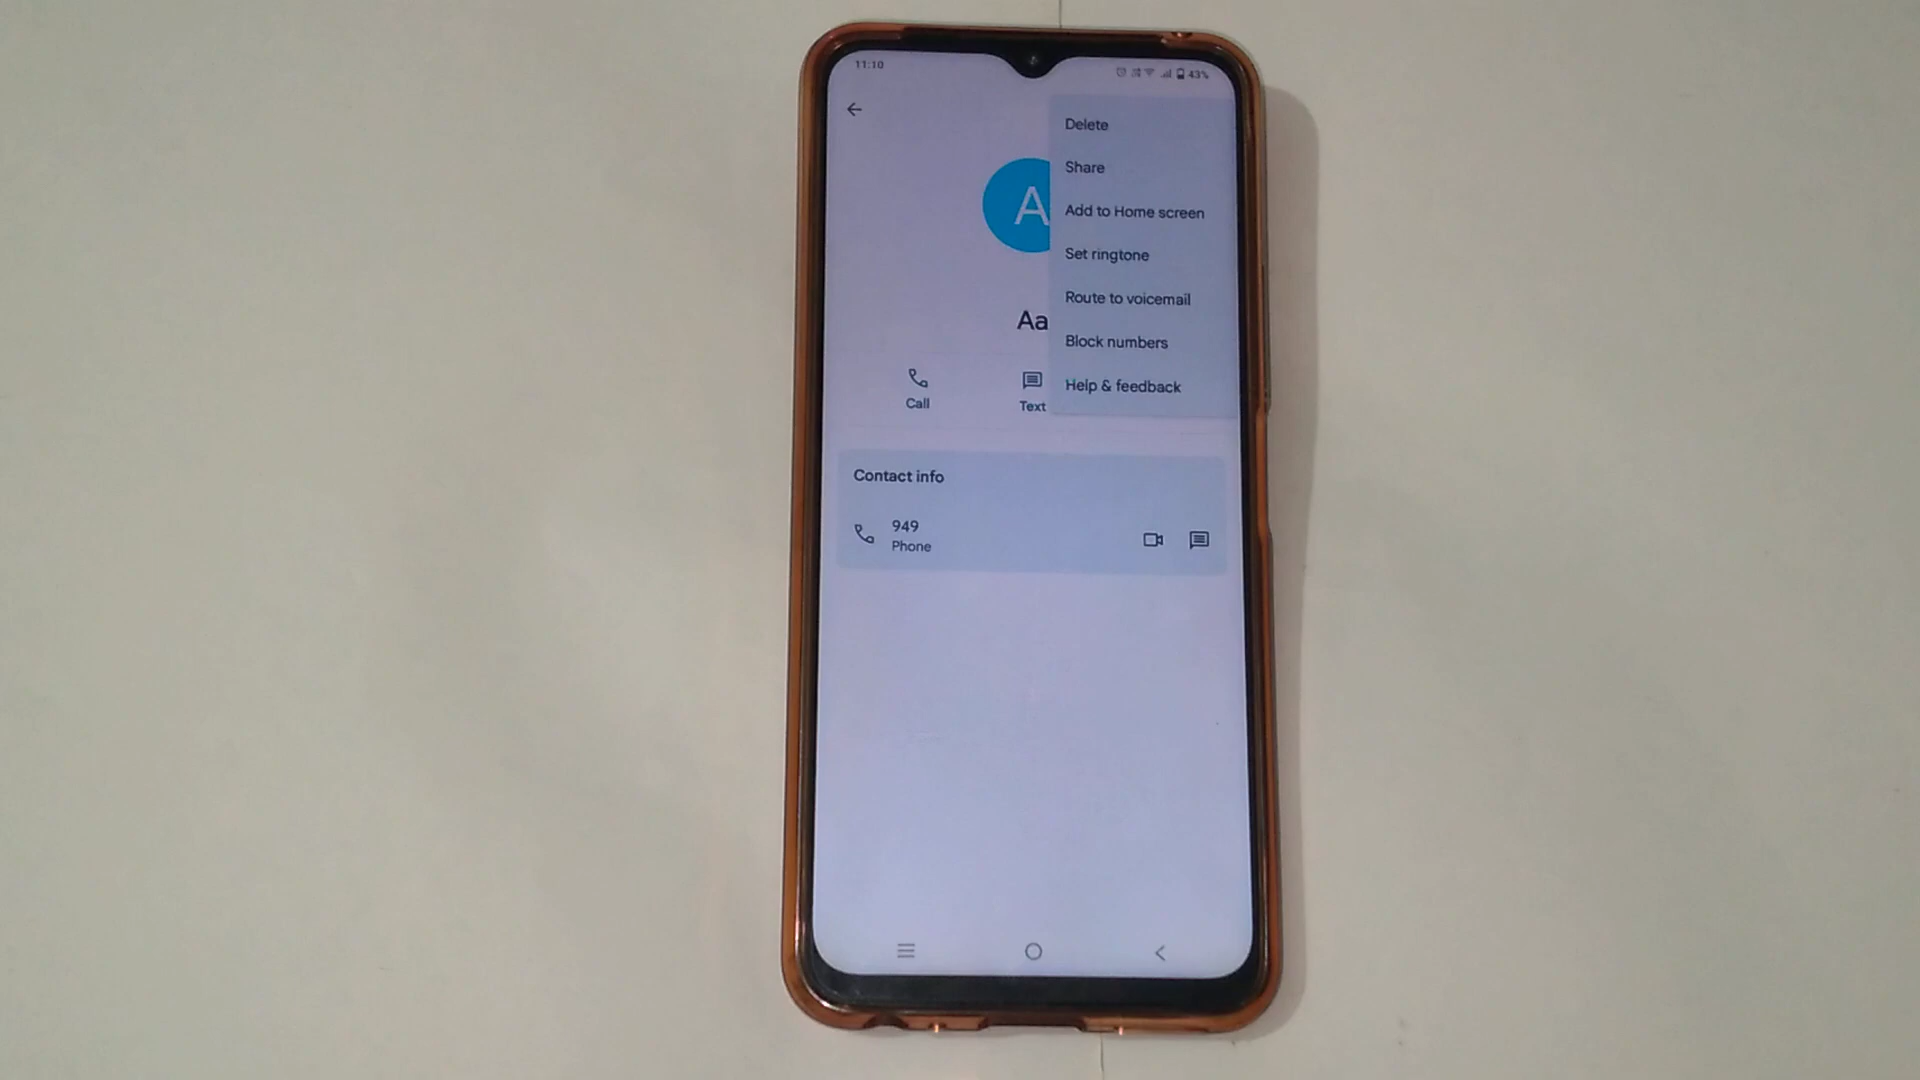 11:10
43%
Delete
Share
A
Add to Home screen
Set ringtone
Route to voicemail
Aa
Block numbers
Help & feedback
Call
Text
Contact info
949
Phone